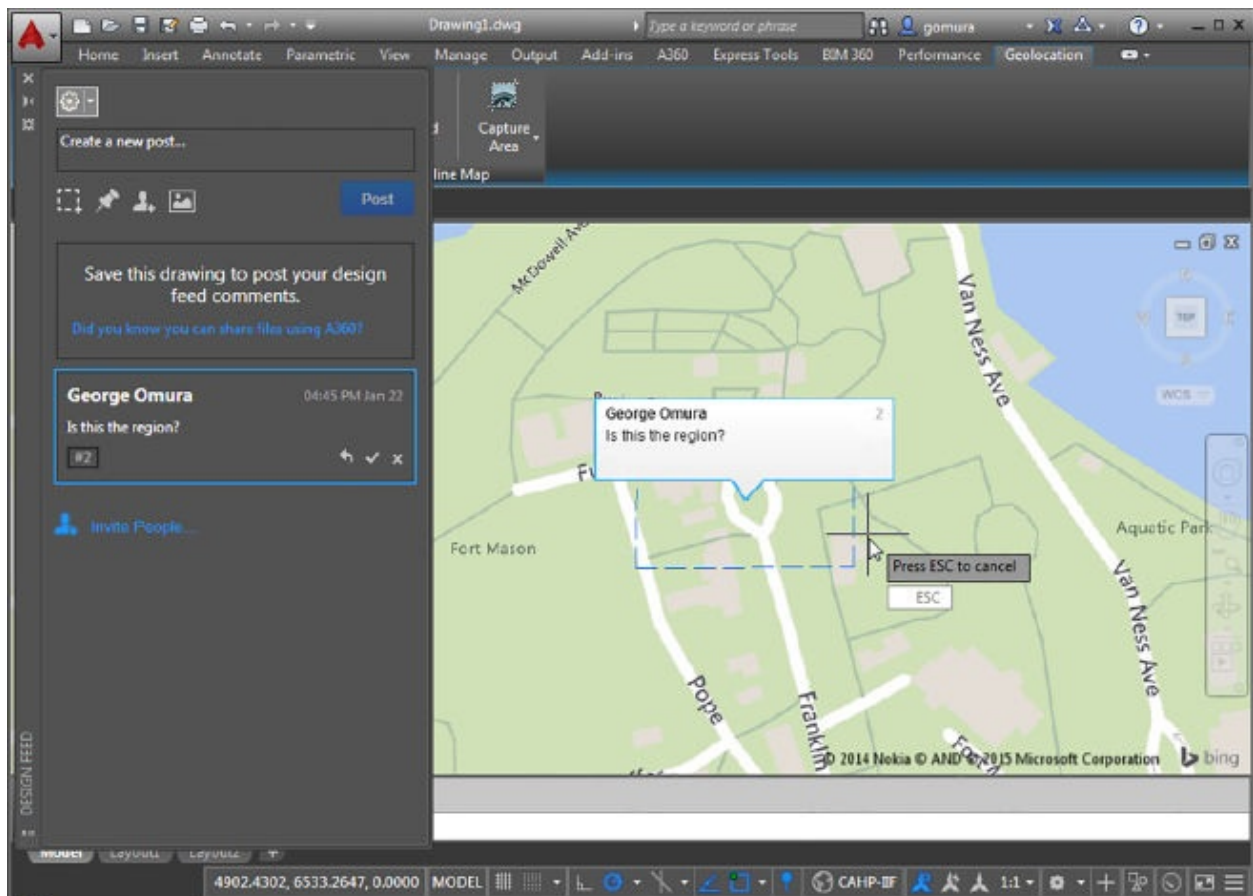 Drawing1.dwg
Type a keyword or phrase
gomura
Home Insert Annotate Parametric View Manage Output Add-ins A360 Express Tools BIM 360 Performance Geolocation
Create a new post...
Post
Capture
Area
line Map
Save this drawing to post your design
feed comments.
Did you know you can share files using A360?
George Omura 04:45 PM Jan 22
Is this the region?
#2
Invite People...
DESIGN FEED
McDowell Ave
Van Ness Ave
TOP
WCS
George Omura 2
Is this the region?
Fort Mason
Aquatic Park
Press ESC to cancel
ESC
Van Ness Ave
Pope
Franklin
© 2014 Nokia © AND © 2015 Microsoft Corporation bing
Model Layout1 Layout2 +
4902.4302, 6533.2647, 0.0000 MODEL CAHP-IIF 1:1